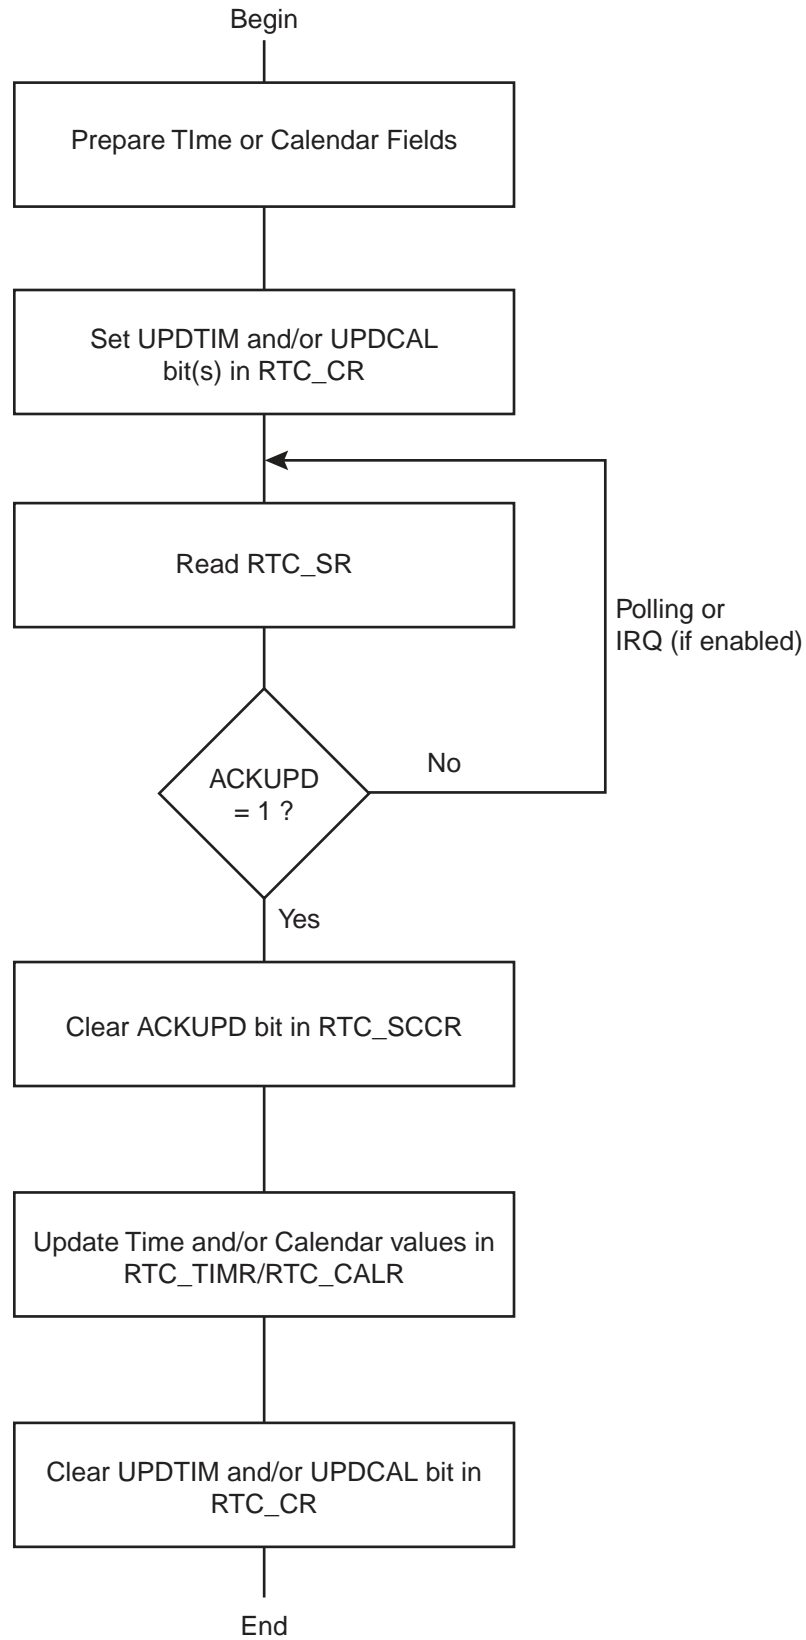 Begin
Prepare TIme or Calendar Fields
Set UPDTIM and/or UPDCAL
bit(s) in RTC_CR
Read RTC_SR
Polling or
IRQ (if enabled)
No
ACKUPD
= 1 ?
Yes
Clear ACKUPD bit in RTC_SCCR
Update Time and/or Calendar values in
RTC_TIMR/RTC_CALR
Clear UPDTIM and/or UPDCAL bit in
RTC_CR
End